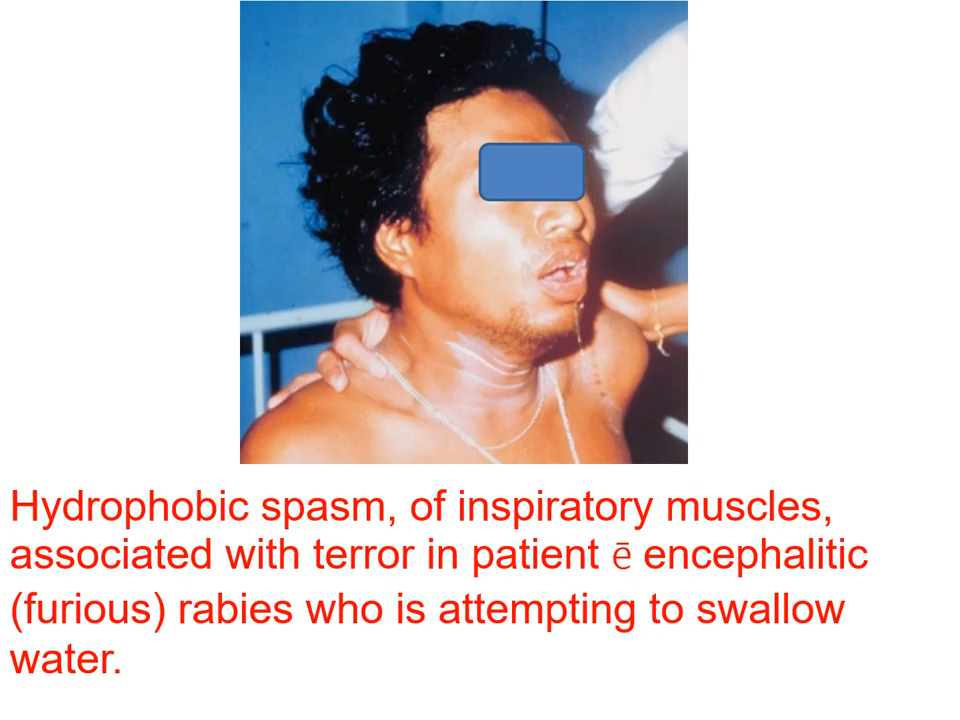 Hydrophobic spasm, of inspiratory muscles,
associated with terror in patient ē encephalitic
(furious) rabies who is attempting to swallow
water.